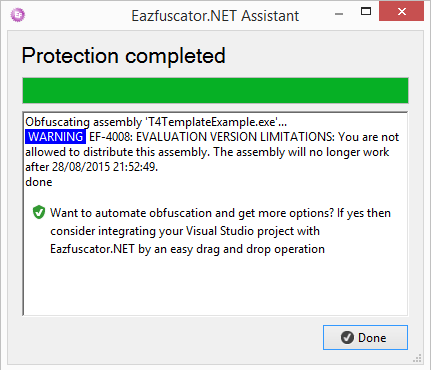 Eazfuscator.NET Assistant
Protection completed
Obfuscating assembly 'T4TemplateExample.exe'...
WARNING EF-4008: EVALUATION VERSION LIMITATIONS: You are not
allowed to distribute this assembly. The assembly will no longer work
after 28/08/2015 21:52:49.
done
Want to automate obfuscation and get more options? If yes then
consider integrating your Visual Studio project with
Eazfuscator.NET by an easy drag and drop operation
Done